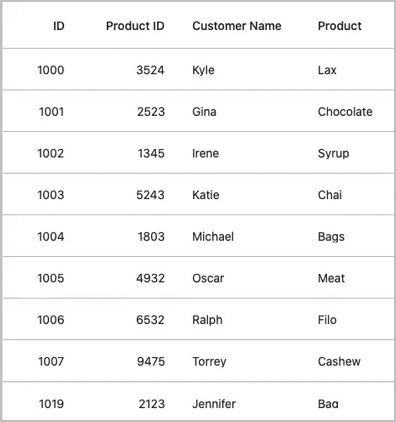 ID Product ID Customer Name Product
1000 3524 Kyle Lax
1001 2523 Gina Chocolate
1002 1345 Irene Syrup
1003 5243 Katie Chai
1004 1803 Michael Bags
1005 4932 Oscar Meat
1006 6532 Ralph Filo
1007 9475 Torrey Cashew
1019 2123 Jennifer Bag